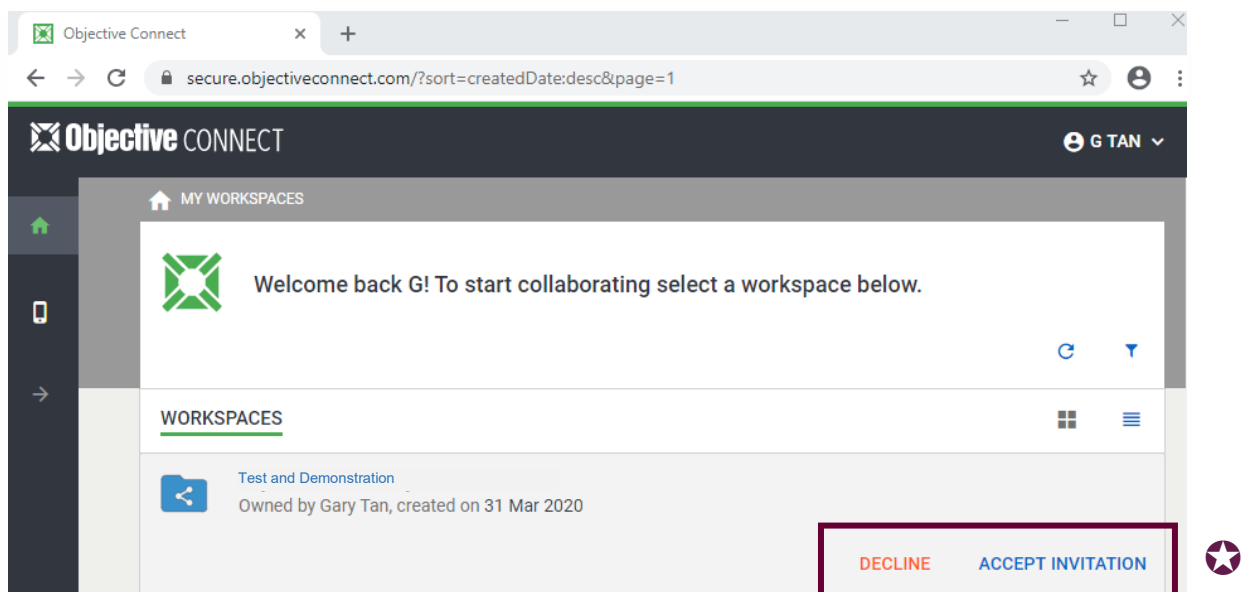 Objective Connect
secure.objectiveconnect.com/?sort=createdDate:desc&page=1
Objective CONNECT
G TAN
MY WORKSPACES
Welcome back G! To start collaborating select a workspace below.
WORKSPACES
Test and Demonstration
Owned by Gary Tan, created on 31 Mar 2020
DECLINE ACCEPT INVITATION